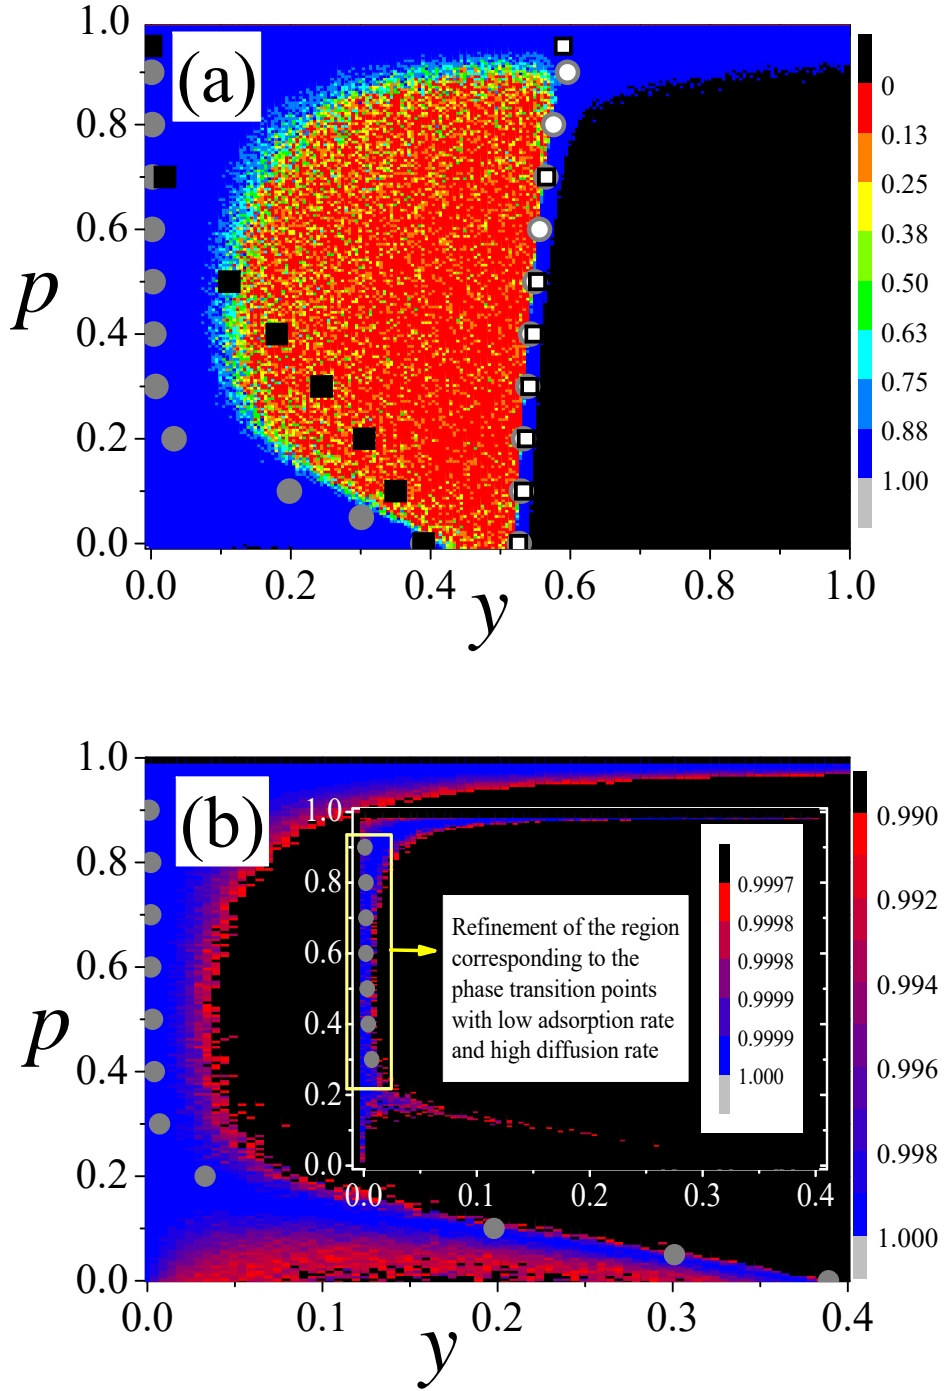 (a)
1.0
0.8
0.6
0.4
0.2
0.0
p
0.0 0.2 0.4 0.6 0.8 1.0
y
0
0.13
0.25
0.38
0.50
0.63
0.75
0.88
1.00
(b)
1.0
0.8
0.6
0.4
0.2
0.0
p
0.0 0.1 0.2 0.3 0.4
y
1.0
0.8
0.6
0.4
0.2
0.0
0.0 0.1 0.2 0.3 0.4
Refinement of the region
corresponding to the
phase transition points
with low adsorption rate
and high diffusion rate
0.9997
0.9998
0.9998
0.9999
0.9999
1.000
0.990
0.992
0.994
0.996
0.998
1.000